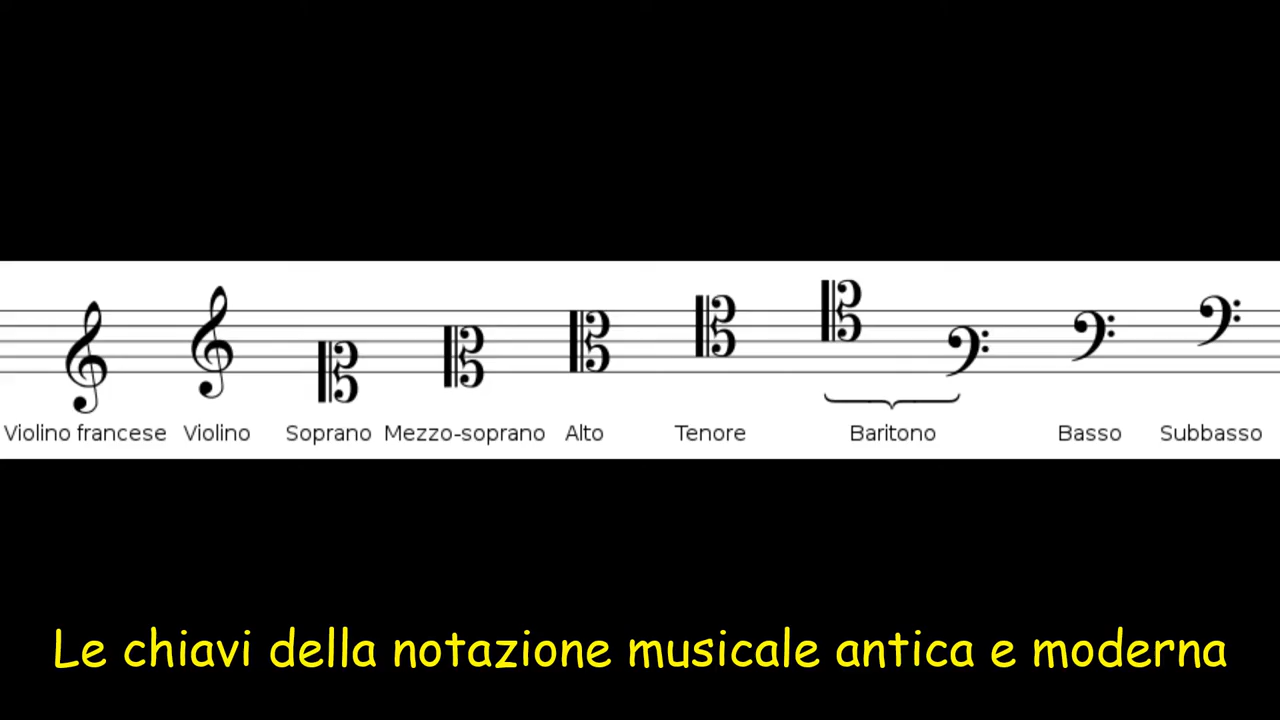 Violino francese Violino Soprano Mezzo-soprano Alto Tenore Baritono Basso Subbasso
Le chiavi della notazione musicale antica e moderna